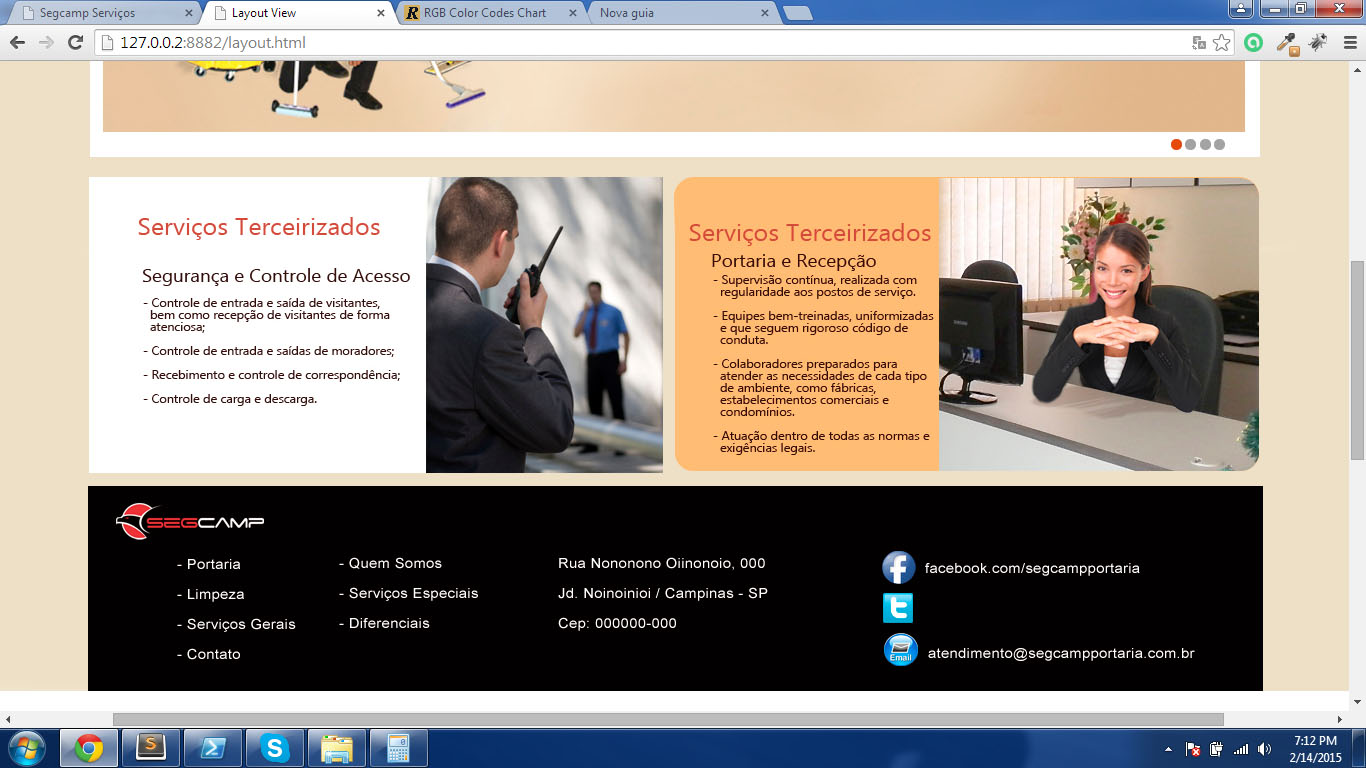 Segcamp Serviços
Layout View
RGB Color Codes Chart
Nova guia
127.0.0.2:8882/layout.html
Serviços Terceirizados
Segurança e Controle de Acesso
- Controle de entrada e saída de visitantes,
bem como recepção de visitantes de forma
atenciosa;
- Controle de entrada e saídas de moradores;
- Recebimento e controle de correspondência;
- Controle de carga e descarga.
Serviços Terceirizados
Portaria e Recepção
- Supervisão contínua, realizada com
regularidade aos postos de serviço.
- Equipes bem-treinadas, uniformizadas
e que seguem rigoroso código de
conduta.
- Colaboradores preparados para
atender as necessidades de cada tipo
de ambiente, como fábricas,
estabelecimentos comerciais e
condomínios.
- Atuação dentro de todas as normas e
exigências legais.
SEGCAMP
- Portaria
- Limpeza
- Serviços Gerais
- Contato
- Quem Somos
- Serviços Especiais
- Diferenciais
Rua Nononono Oiinonoio, 000
Jd. Noinoinioi / Campinas - SP
Cep: 000000-000
facebook.com/segcampportaria
Email
atendimento@segcampportaria.com.br
7:12 PM
2/14/2015